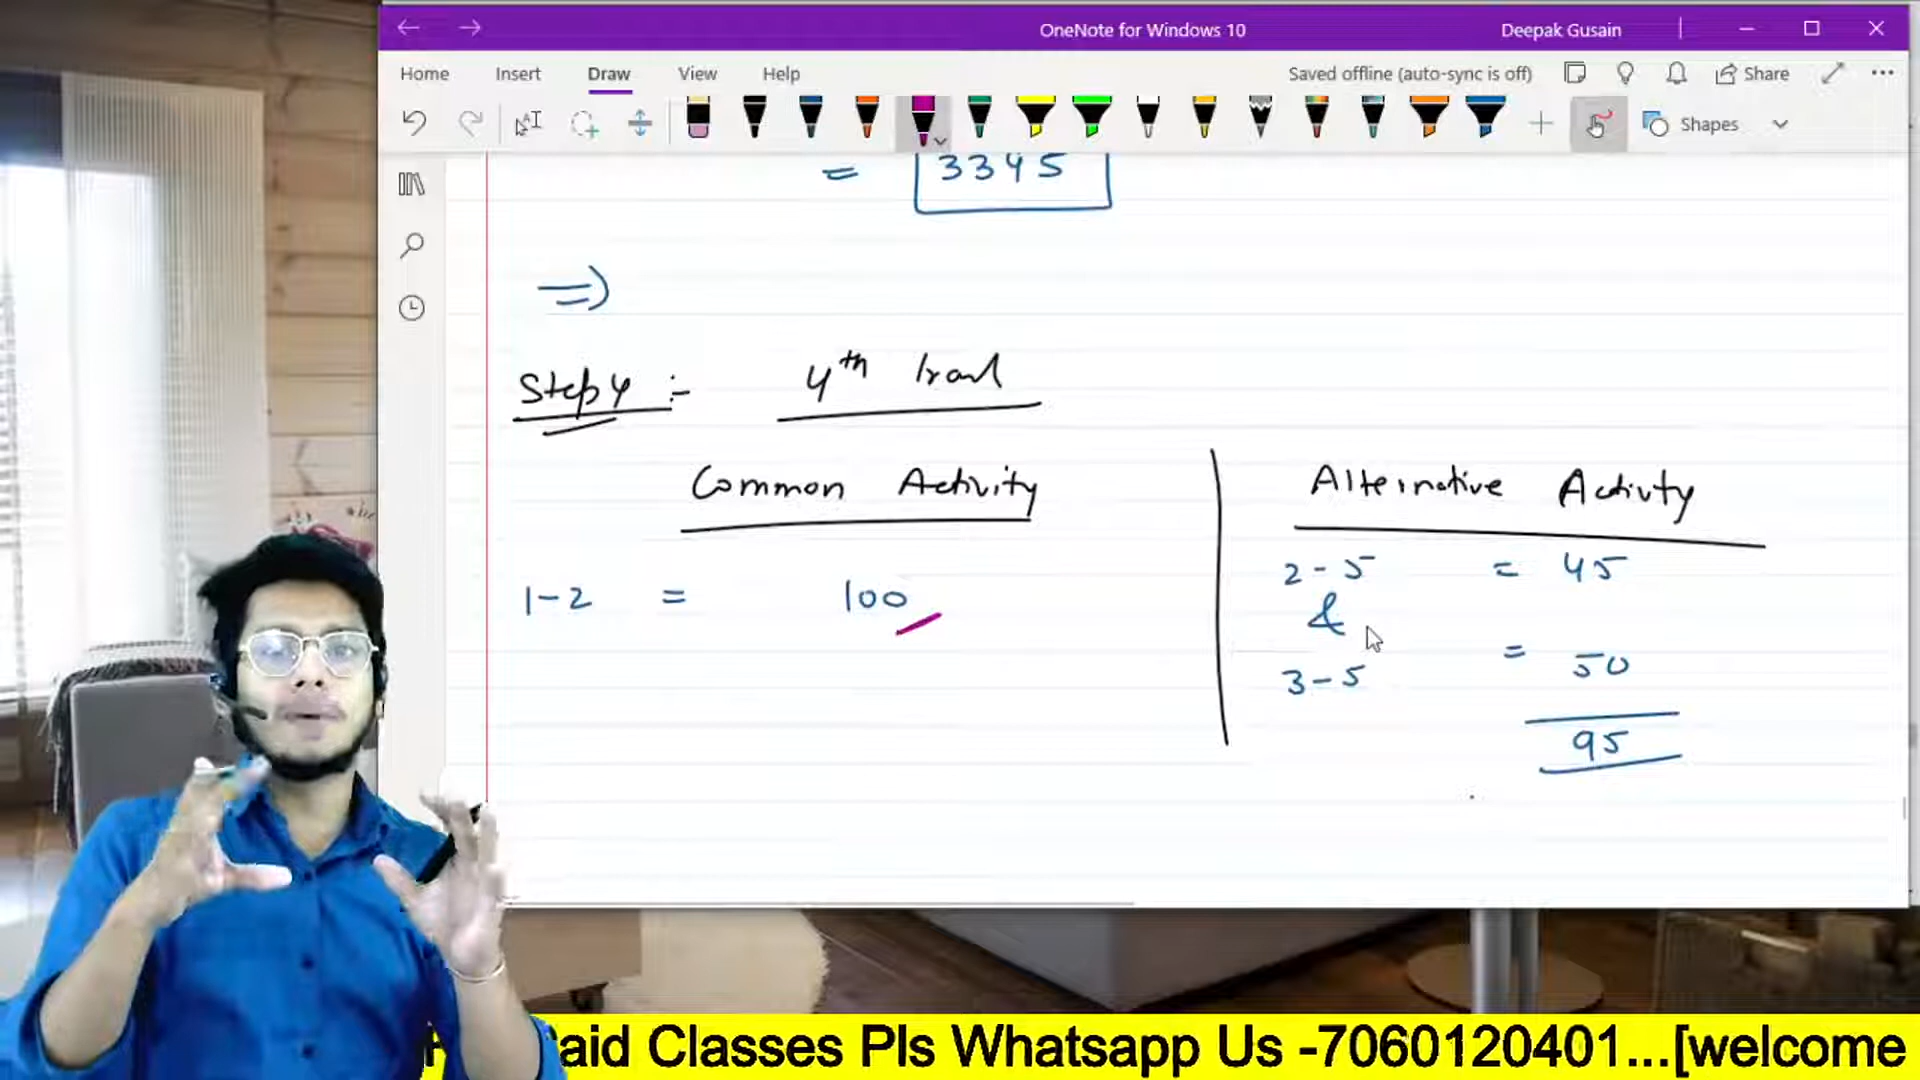 OneNote for Windows 10
Deepak Gusain
Home Insert Draw View Help
Saved offline (auto-sync is off)
Share
Shapes
= 3345
=>
Step 4 :- 4th
Common Activity
Alternative Activity
1-2 = 100
2-5 = 45
&
3-5 = 50
95
aid Classes Pls Whatsapp Us -7060120401...[welcome